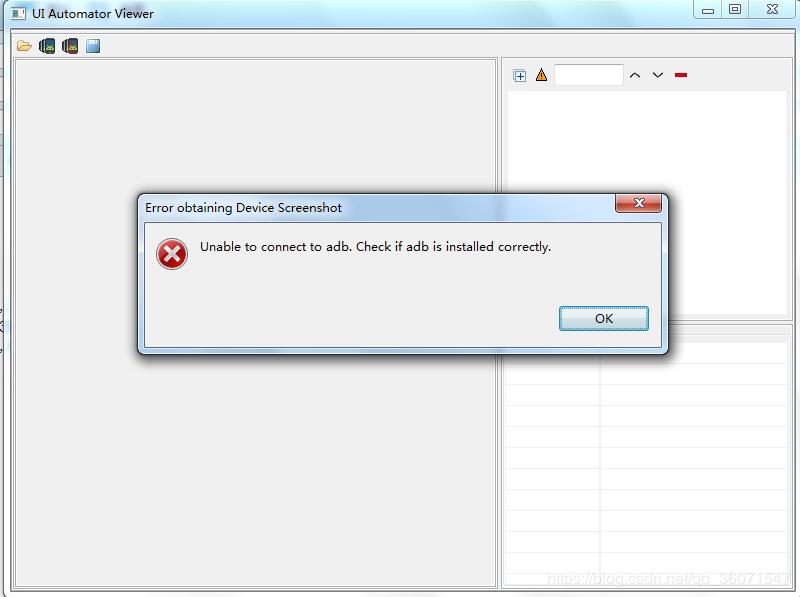 UI Automator Viewer
Error obtaining Device Screenshot
Unable to connect to adb. Check if adb is installed correctly.
OK
https://blog.csdn.net/qq_36071547